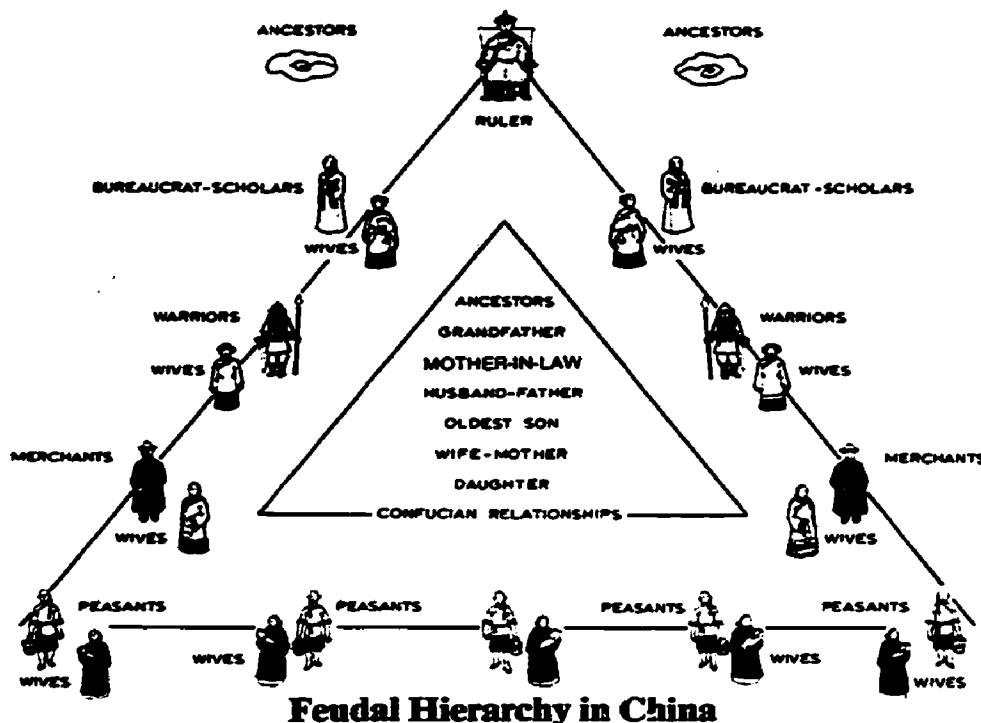 ANCESTORS
ANCESTORS
RULER
BUREAUCRAT-SCHOLARS
BUREAUCRAT-SCHOLARS
WIVES
WIVES
WARRIORS
WARRIORS
WIVES
WIVES
MERCHANTS
MERCHANTS
WIVES
WIVES
ANCESTORS
GRANDFATHER
MOTHER-IN-LAW
HUSBAND-FATHER
OLDEST SON
WIFE-MOTHER
DAUGHTER
CONFUCIAN RELATIONSHIPS
PEASANTS
PEASANTS
PEASANTS
PEASANTS
WIVES
WIVES
WIVES
WIVES
Feudal Hierarchy in China